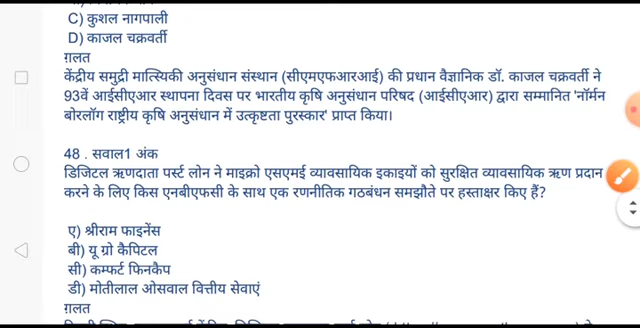 C) कुशल नागपाली
D) काजल चक्रवर्ती
ग़लत
केंद्रीय समुद्री मात्स्यिकी अनुसंधान संस्थान (सीएमएफआरआई) की प्रधान वैज्ञानिक डॉ. काजल चक्रवर्ती ने
93वें आईसीएआर स्थापना दिवस पर भारतीय कृषि अनुसंधान परिषद (आईसीएआर) द्वारा सम्मानित 'नॉर्मन
बोरलॉग राष्ट्रीय कृषि अनुसंधान में उत्कृष्टता पुरस्कार' प्राप्त किया।
48 . सवाल1 अंक
डिजिटल ऋणदाता पर्स्ट लोन ने माइक्रो एसएमई व्यावसायिक इकाइयों को सुरक्षित व्यावसायिक ऋण प्रदान
करने के लिए किस एनबीएफसी के साथ एक रणनीतिक गठबंधन समझौते पर हस्ताक्षर किए हैं?
ए) श्रीराम फाइनेंस
बी) यू ग्रो कैपिटल
सी) कम्फर्ट फिनकैप
डी) मोतीलाल ओसवाल वित्तीय सेवाएं
ग़लत